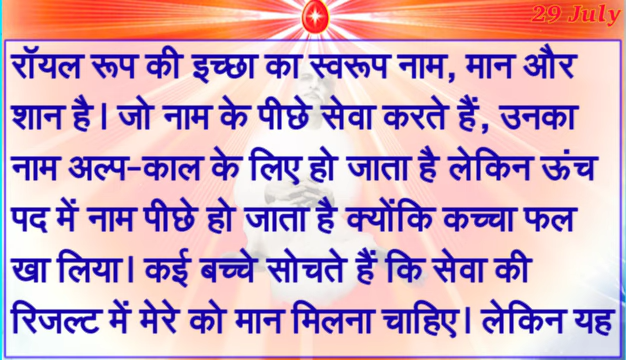 29 July
रॉयल रूप की इच्छा का स्वरूप नाम, मान और
शान है। जो नाम के पीछे सेवा करते हैं, उनका
नाम अल्प-काल के लिए हो जाता है लेकिन ऊंच
पद में नाम पीछे हो जाता है क्योंकि कच्चा फल
खा लिया। कई बच्चे सोचते हैं कि सेवा की
रिजल्ट में मेरे को मान मिलना चाहिए। लेकिन यह